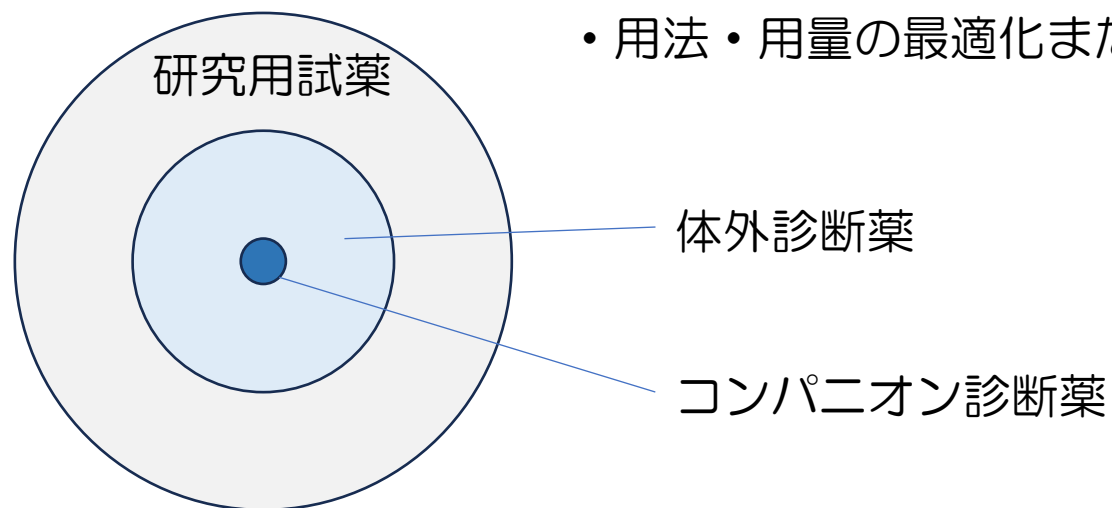 ・用法・用量の最適化また
研究用試薬
体外診断薬
コンパニオン診断薬